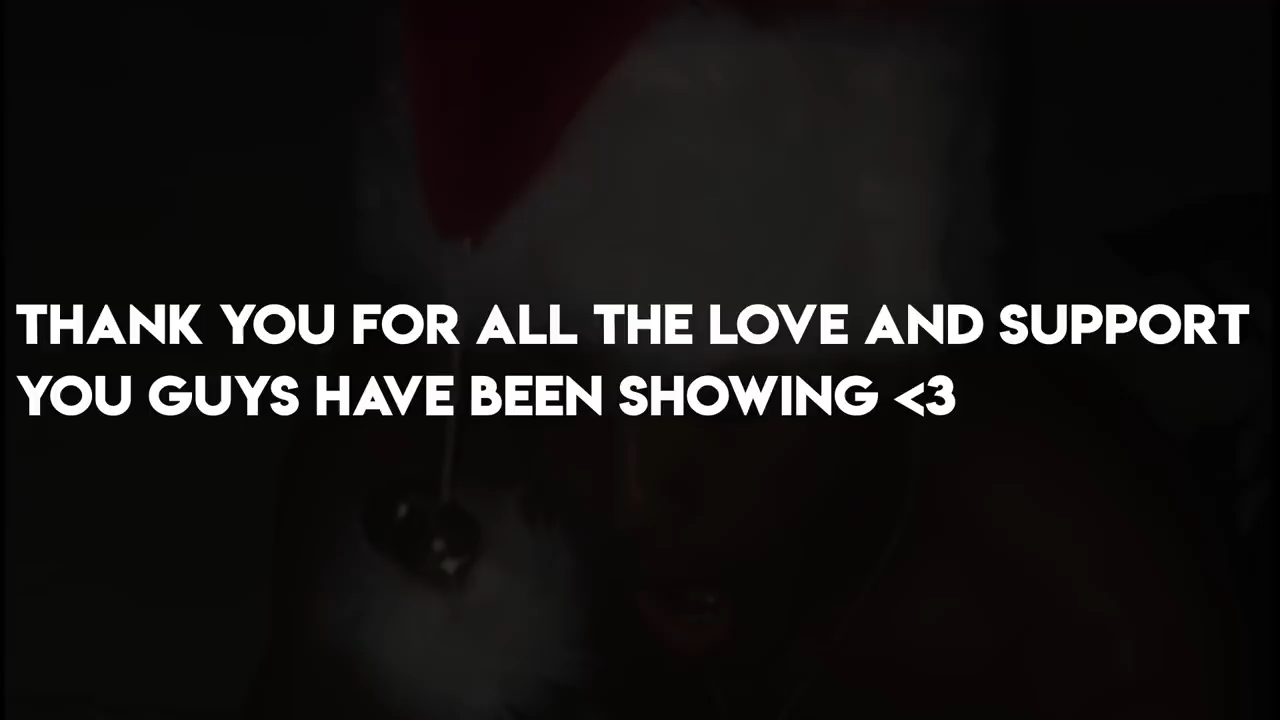 THANK YOU FOR ALL THE LOVE AND SUPPORT
YOU GUYS HAVE BEEN SHOWING <3